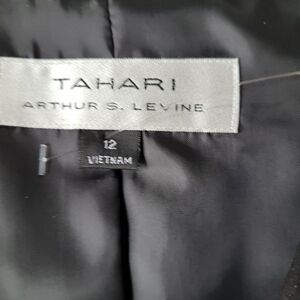 TAHARI
ARTHUR S. LEVINE
12
VIETNAM